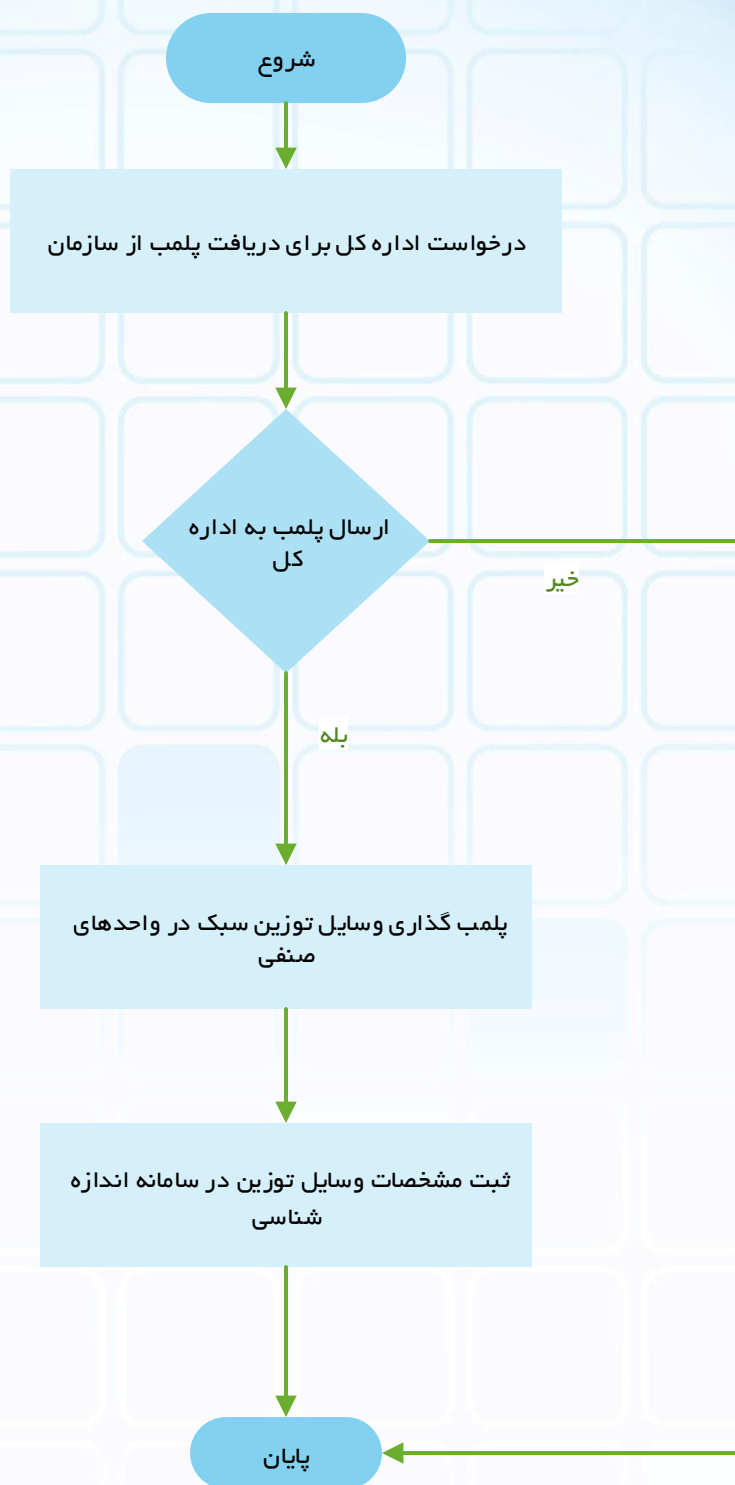 شروع
درخواست اداره کل برای دریافت پلمب از سازمان
ارسال پلمب به اداره
کل
خیر
بله
پلمب گذاری وسایل توزین سبک در واحدهای
صنفی
ثبت مشخصات وسایل توزین در سامانه اندازه
شناسی
پایان